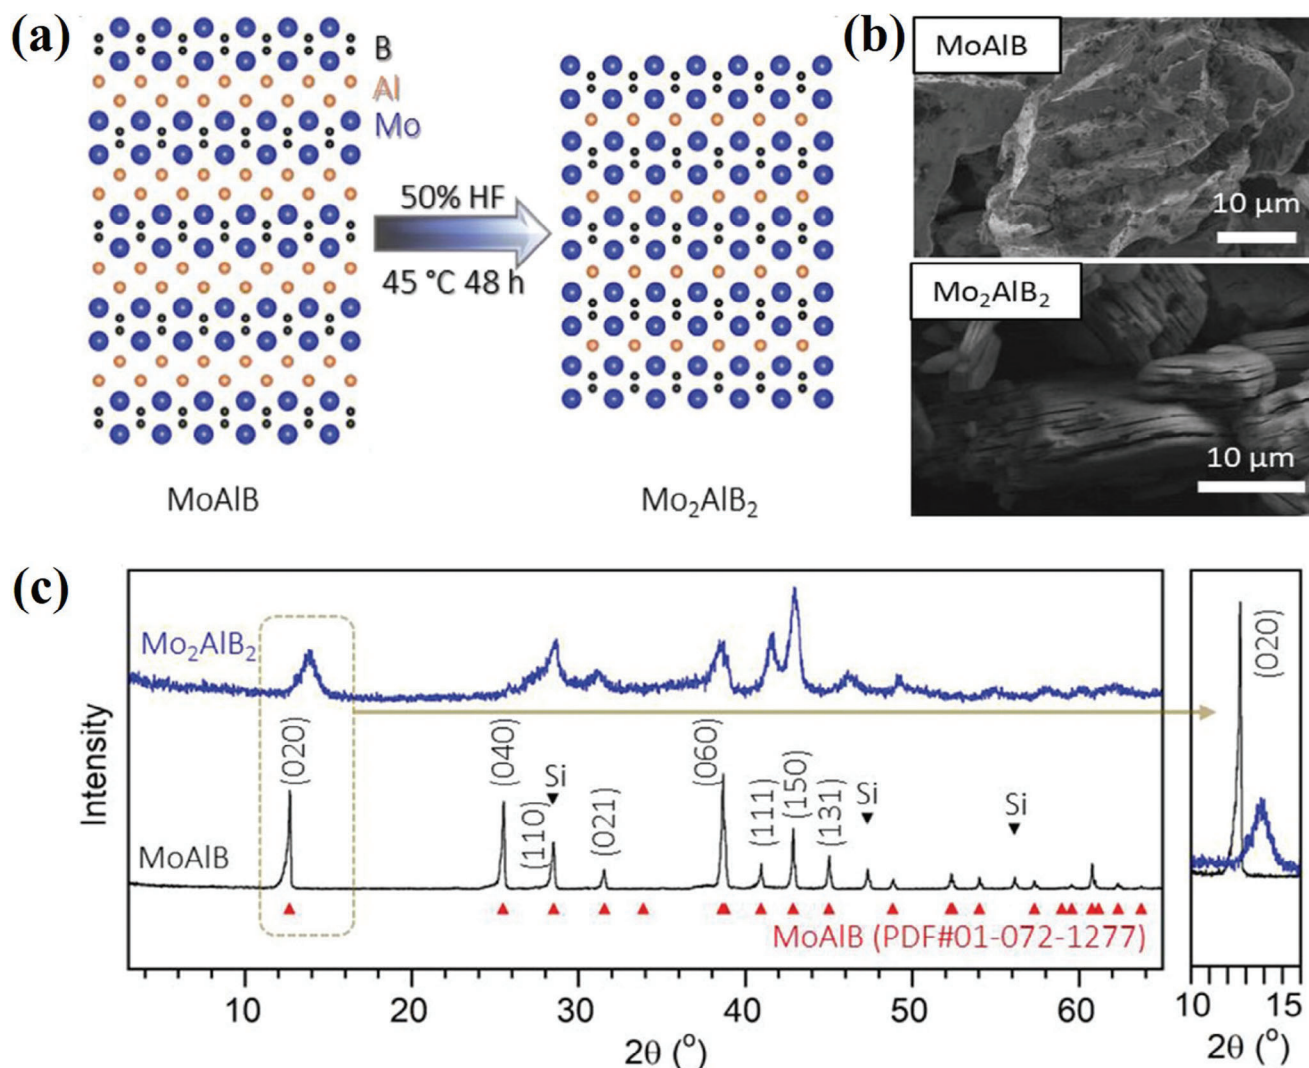 (a)
B
Al
Mo
50% HF
45 °C 48 h
MoAlB
Mo₂AlB₂
(b)
MoAlB
10 μm
Mo₂AlB₂
10 μm
(c)
Intensity
Mo₂AlB₂
MoAlB
(020)
(040)
(110)
Si
(021)
(060)
(111)
(150)
(131)
Si
Si
MoAlB (PDF#01-072-1277)
10 20 30 40 50 60
2θ (°)
(020)
10 15
2θ (°)